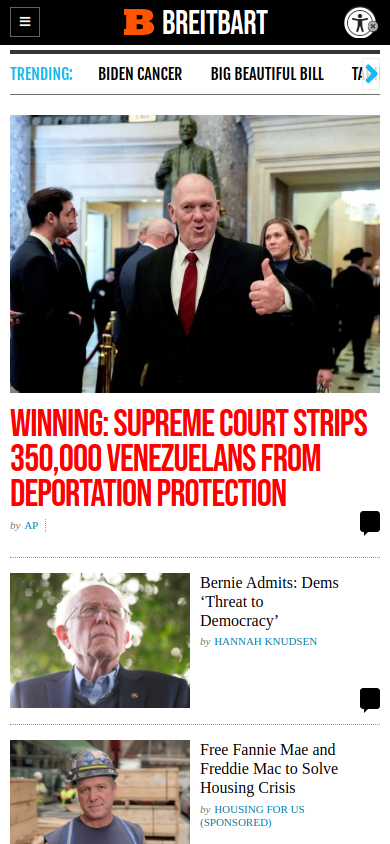 B BREITBART
TRENDING: BIDEN CANCER BIG BEAUTIFUL BILL
WINNING: SUPREME COURT STRIPS
350,000 VENEZUELANS FROM
DEPORTATION PROTECTION
by AP
Bernie Admits: Dems
‘Threat to
Democracy’
by HANNAH KNUDSEN
Free Fannie Mae and
Freddie Mac to Solve
Housing Crisis
by HOUSING FOR US
(SPONSORED)